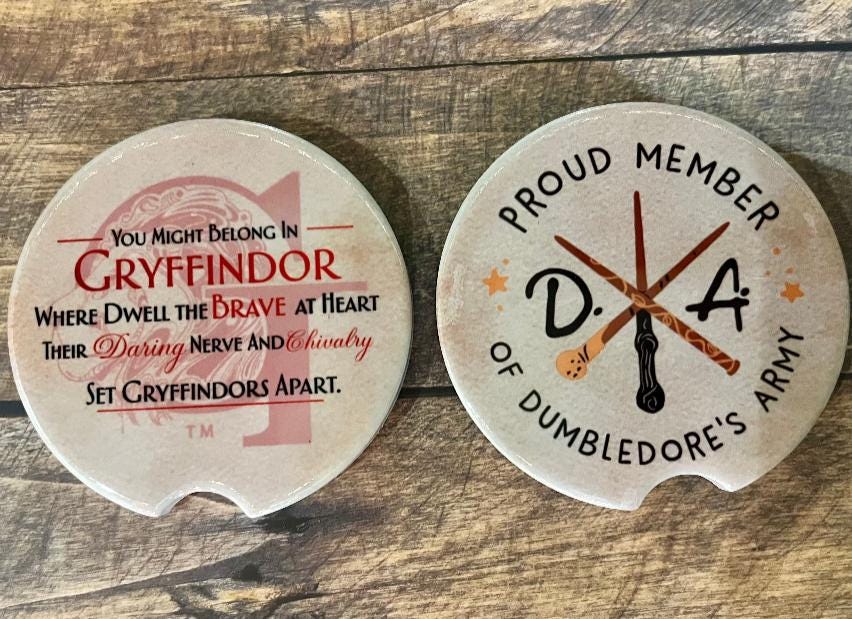 You Might Belong In
GRYFFINDOR
Where Dwell the Brave at Heart
Their Daring Nerve And Chivalry
Set Gryffindors Apart.
G
TM
PROUD MEMBER
D. A.
OF DUMBLEDORE'S ARMY